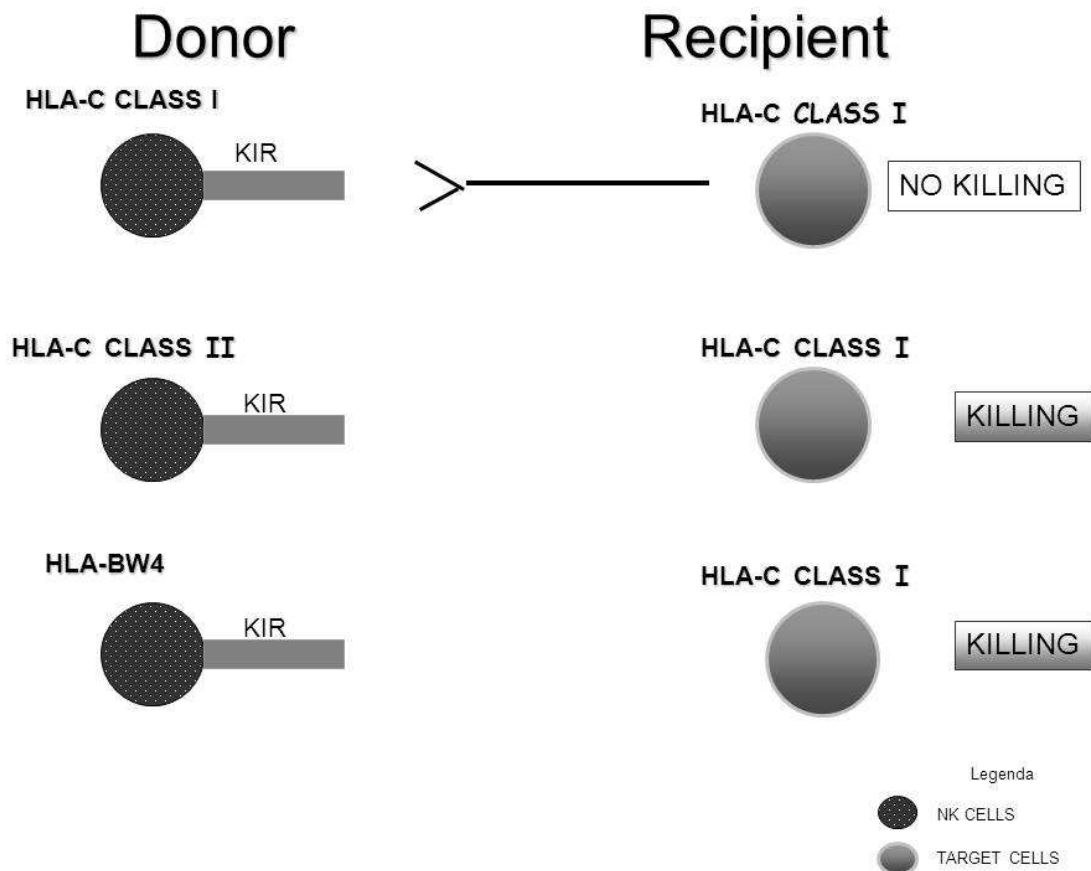 Donor
Recipient
HLA-C CLASS I
HLA-C CLASS I
KIR
NO KILLING
HLA-C CLASS II
HLA-C CLASS I
KIR
KILLING
HLA-BW4
HLA-C CLASS I
KIR
KILLING
Legenda
NK CELLS
TARGET CELLS